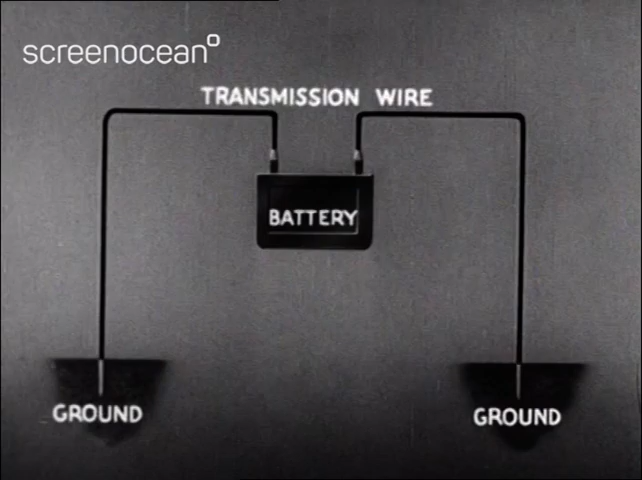 screenocean
TRANSMISSION WIRE
BATTERY
GROUND
GROUND